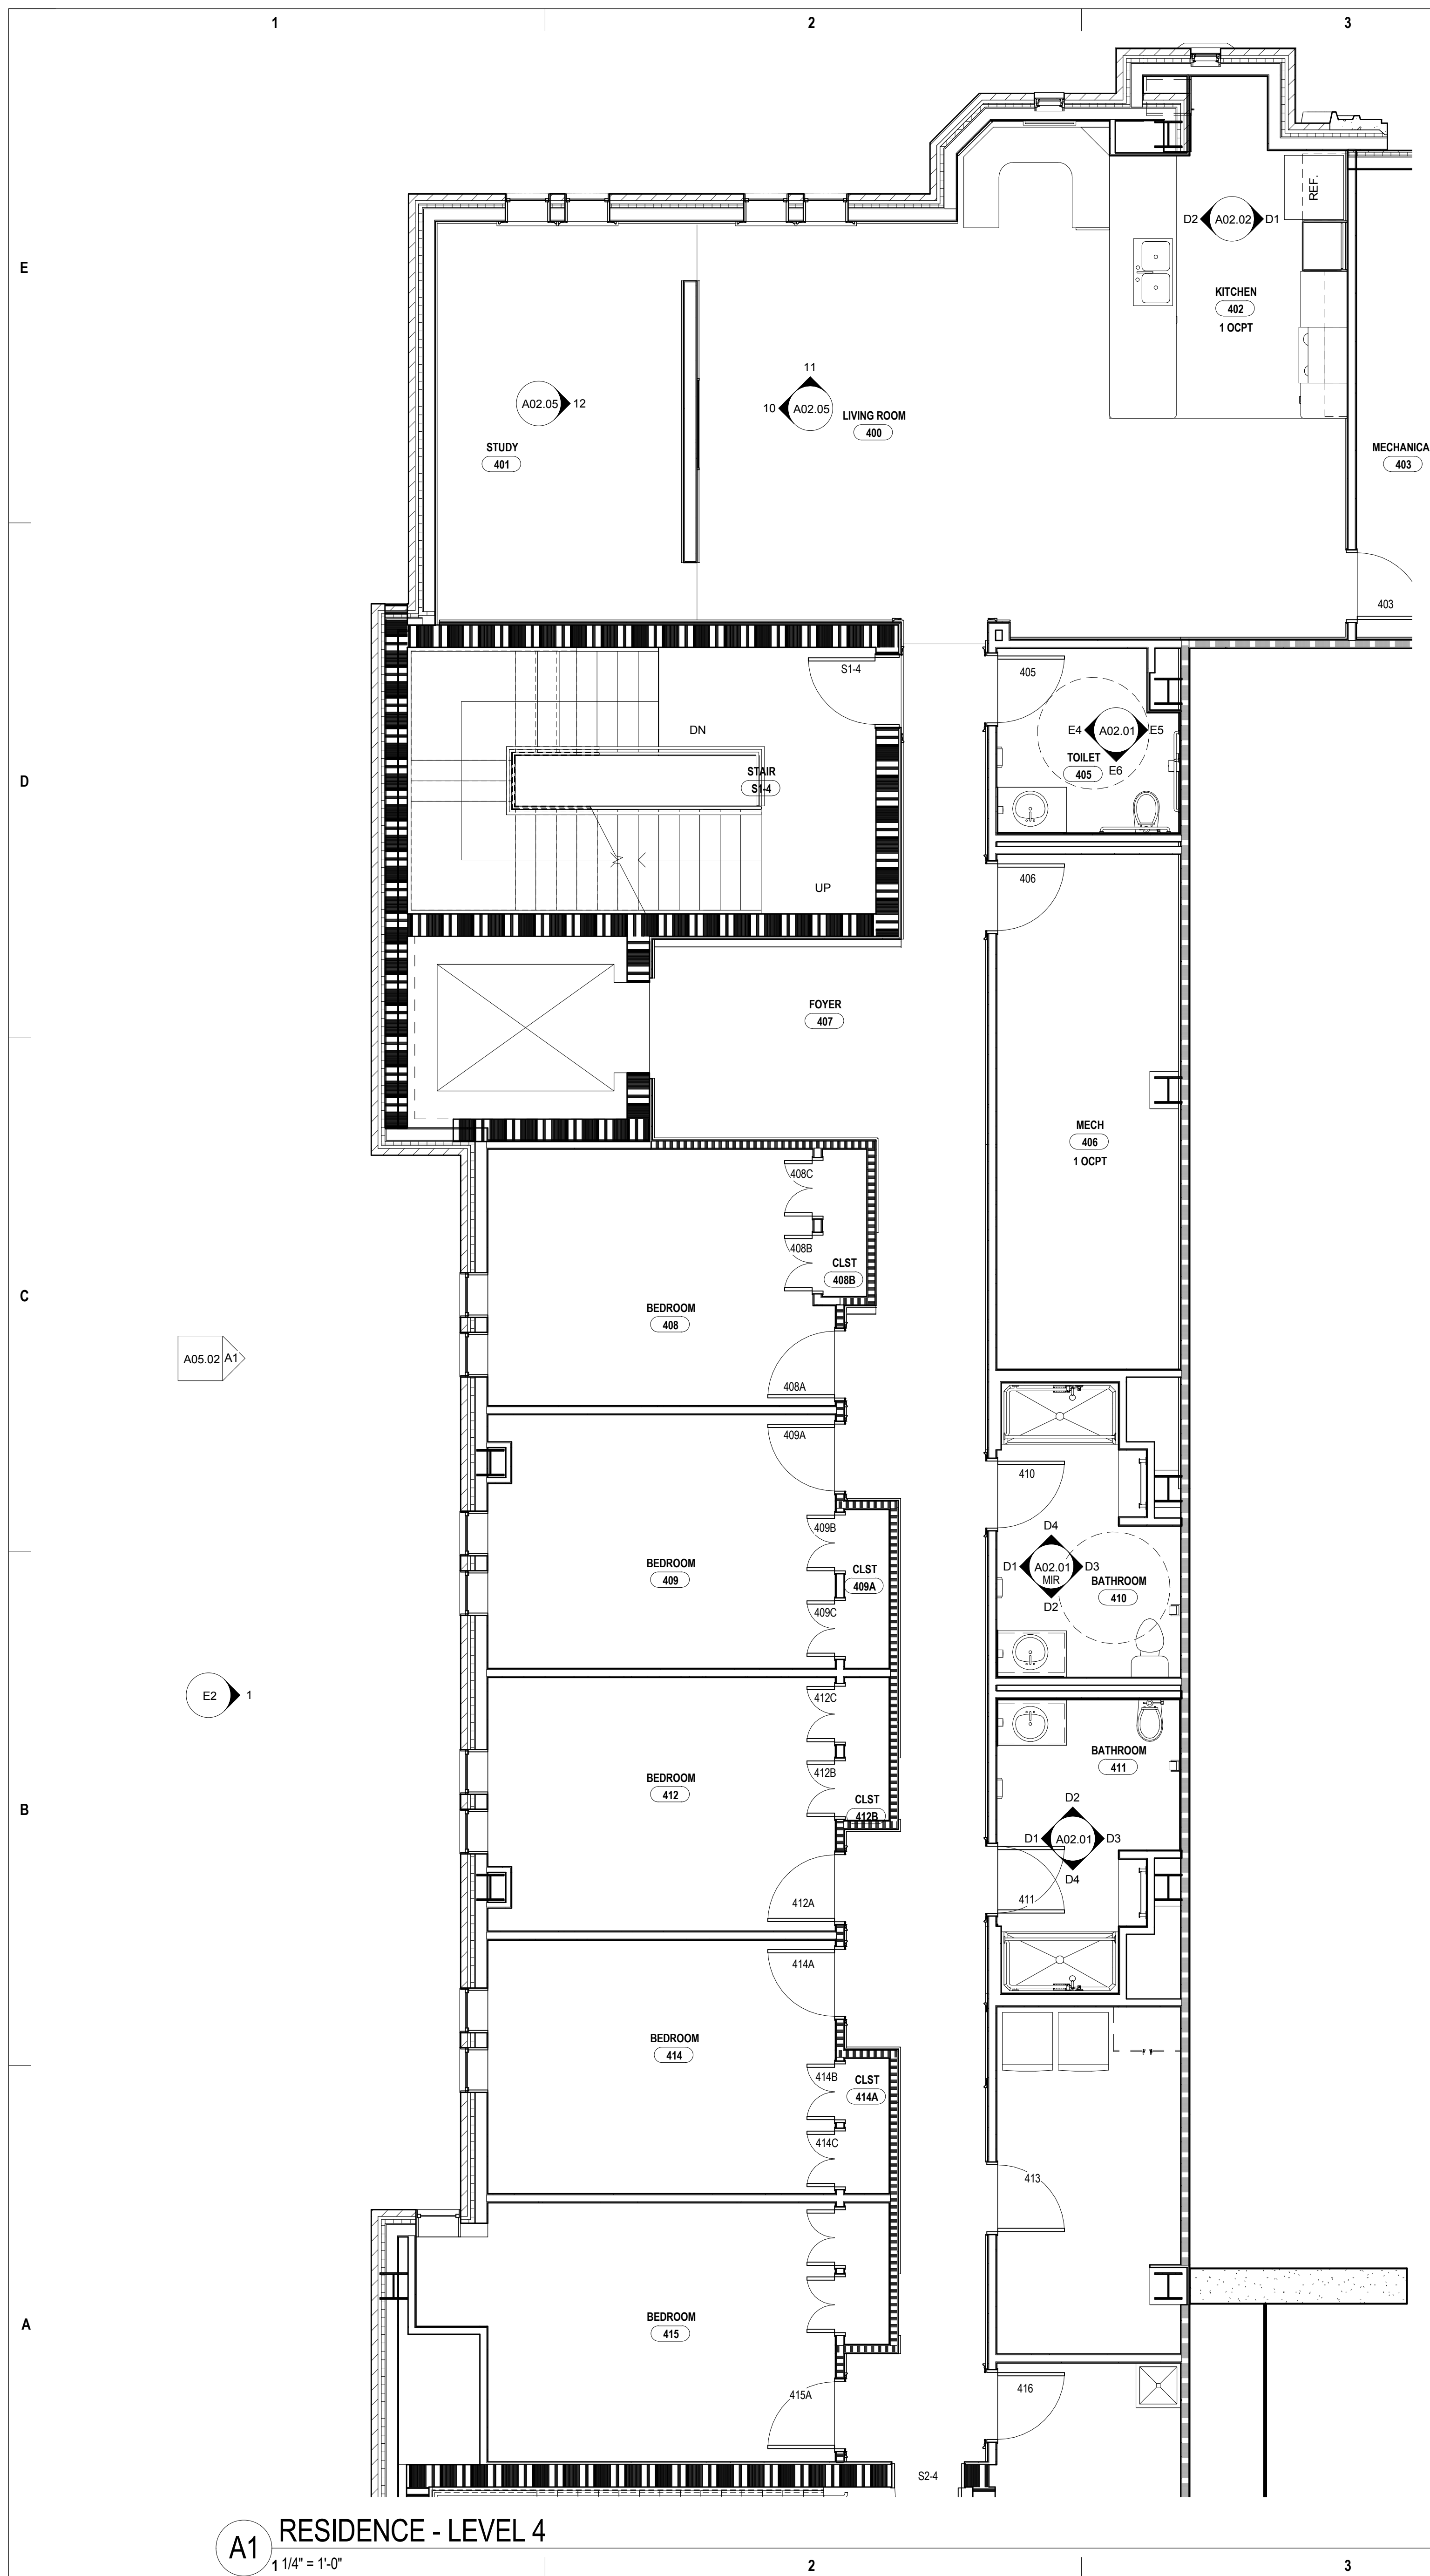 1
2
3
E
REF.
D2
A02.02
D1
KITCHEN
402
1 OCPT
11
A02.05
12
10
A02.05
LIVING ROOM
400
STUDY
401
MECHANICA
403
403
S1-4
405
DN
E4
A02.01
E5
TOILET
405
E6
STAIR
S1-4
D
406
UP
FOYER
407
MECH
406
1 OCPT
408C
408B
CLST
408B
C
BEDROOM
408
A05.02
A1
408A
409A
410
D4
409B
BEDROOM
409
CLST
409A
D1
A02.01
MIR
D3
BATHROOM
410
D2
409C
E2
1
412C
BATHROOM
411
412B
BEDROOM
412
CLST
412B
B
D2
D1
A02.01
D3
D4
412A
411
414A
BEDROOM
414
414B
CLST
414A
414C
413
A
BEDROOM
415
415A
416
S2-4
A1
RESIDENCE - LEVEL 4
1
1/4" = 1'-0"
2
3